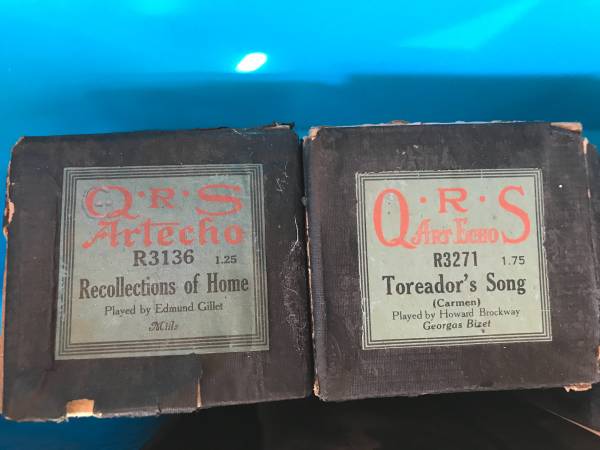 Q·R·S
Artecho
R3136 1.25
Recollections of Home
Played by Edmund Gillet
Mills
Q·R·S
ART ECHO
R3271 1.75
Toreador's Song
(Carmen)
Played by Howard Brockway
Georgas Bizet